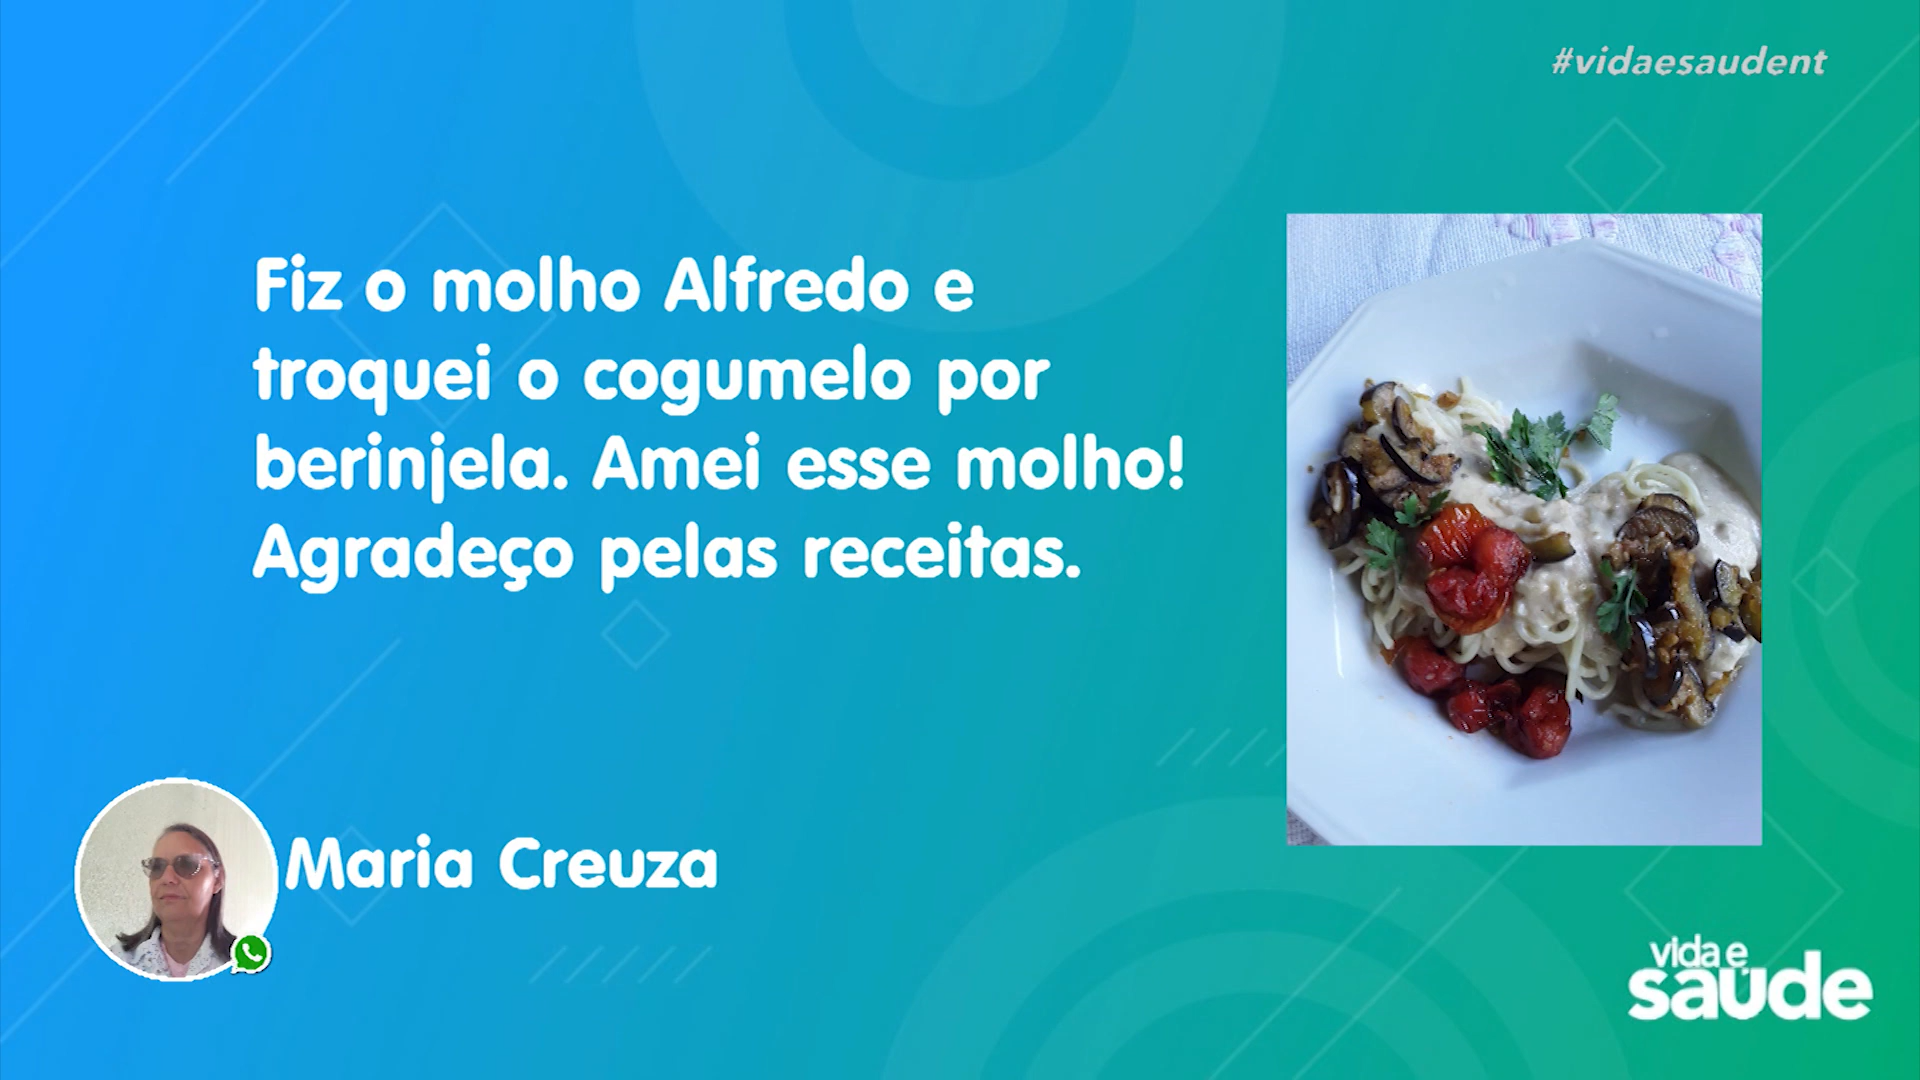 #vidaesaudent
Fiz o molho Alfredo e
troquei o cogumelo por
berinjela. Amei esse molho!
Agradeço pelas receitas.
Maria Creuza
vida e
saúde